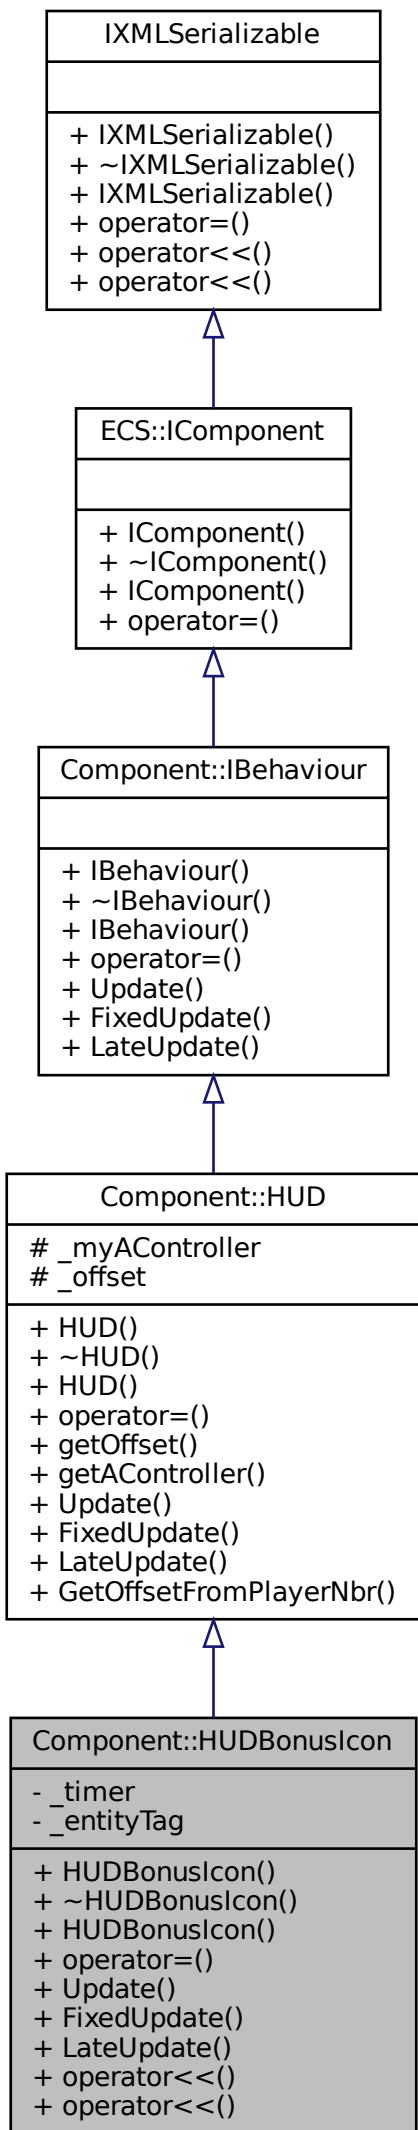 IXMLSerializable
+ IXMLSerializable()
+ ~IXMLSerializable()
+ IXMLSerializable()
+ operator=()
+ operator<<()
+ operator<<()
ECS::IComponent
+ IComponent()
+ ~IComponent()
+ IComponent()
+ operator=()
Component::IBehaviour
+ IBehaviour()
+ ~IBehaviour()
+ IBehaviour()
+ operator=()
+ Update()
+ FixedUpdate()
+ LateUpdate()
Component::HUD
# _myAController
# _offset
+ HUD()
+ ~HUD()
+ HUD()
+ operator=()
+ getOffset()
+ getAController()
+ Update()
+ FixedUpdate()
+ LateUpdate()
+ GetOffsetFromPlayerNbr()
Component::HUDBonusIcon
- _timer
- _entityTag
+ HUDBonusIcon()
+ ~HUDBonusIcon()
+ HUDBonusIcon()
+ operator=()
+ Update()
+ FixedUpdate()
+ LateUpdate()
+ operator<<()
+ operator<<()